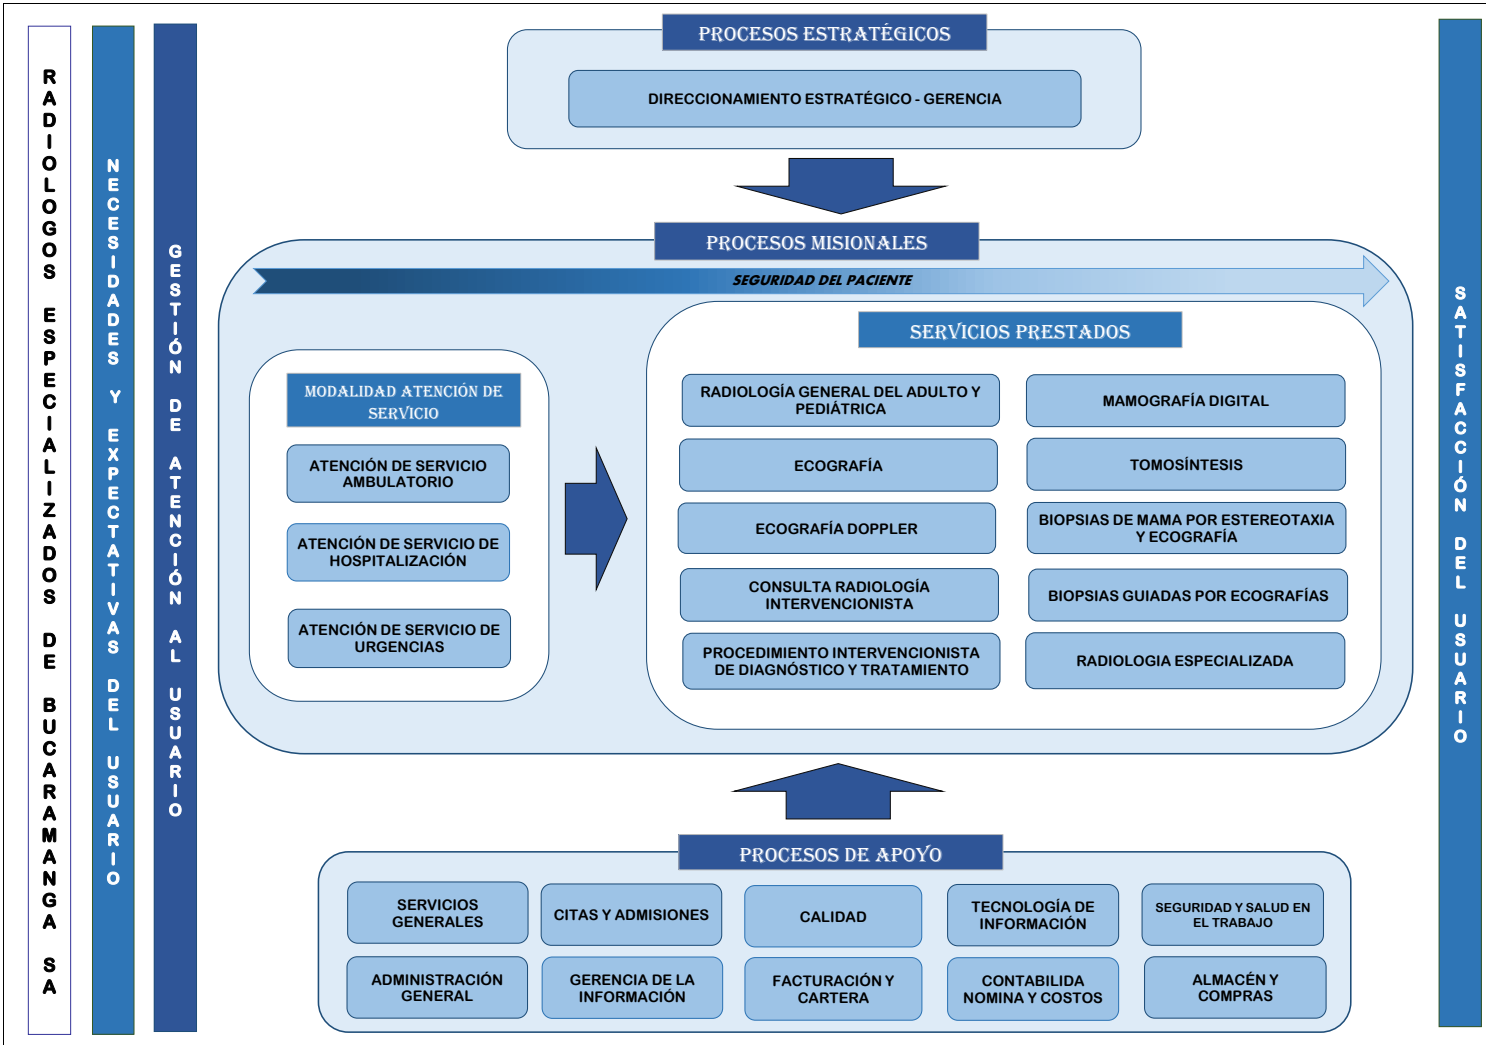 RADIOLOGOS ESPECIALIZADOS DE BUCARAMANGA SA
NECESIDADES Y EXPECTATIVAS DEL USUARIO
GESTIÓN DE ATENCIÓN AL USUARIO
PROCESOS ESTRATÉGICOS
DIRECCIONAMIENTO ESTRATÉGICO - GERENCIA
PROCESOS MISIONALES
SEGURIDAD DEL PACIENTE
MODALIDAD ATENCIÓN DE
SERVICIO
ATENCIÓN DE SERVICIO
AMBULATORIO
ATENCIÓN DE SERVICIO DE
HOSPITALIZACIÓN
ATENCIÓN DE SERVICIO DE
URGENCIAS
SERVICIOS PRESTADOS
RADIOLOGÍA GENERAL DEL ADULTO Y
PEDIÁTRICA
ECOGRAFÍA
ECOGRAFÍA DOPPLER
CONSULTA RADIOLOGÍA
INTERVENCIONISTA
PROCEDIMIENTO INTERVENCIONISTA
DE DIAGNÓSTICO Y TRATAMIENTO
MAMOGRAFÍA DIGITAL
TOMOSÍNTESIS
BIOPSIAS DE MAMA POR ESTEREOTAXIA
Y ECOGRAFÍA
BIOPSIAS GUIADAS POR ECOGRAFÍAS
RADIOLOGIA ESPECIALIZADA
PROCESOS DE APOYO
SERVICIOS
GENERALES
CITAS Y ADMISIONES
CALIDAD
TECNOLOGÍA DE
INFORMACIÓN
SEGURIDAD Y SALUD EN
EL TRABAJO
ADMINISTRACIÓN
GENERAL
GERENCIA DE LA
INFORMACIÓN
FACTURACIÓN Y
CARTERA
CONTABILIDA
NOMINA Y COSTOS
ALMACÉN Y
COMPRAS
SATISFACCIÓN DEL USUARIO